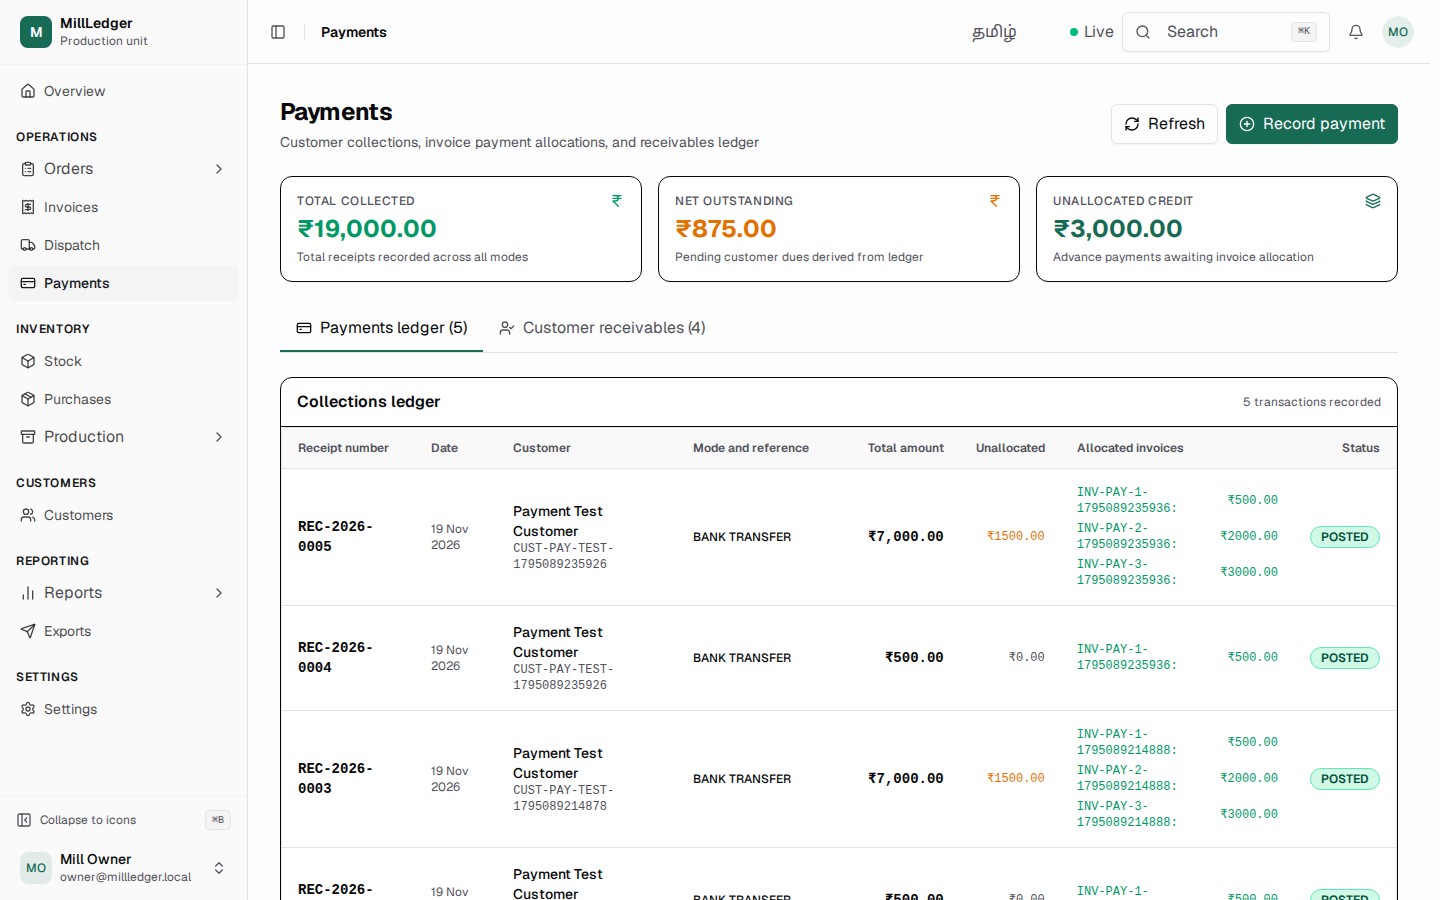 M
MillLedger
Production unit
Overview
OPERATIONS
Orders
Invoices
Dispatch
Payments
INVENTORY
Stock
Purchases
Production
CUSTOMERS
Customers
REPORTING
Reports
Exports
SETTINGS
Settings
Collapse to icons ⌘B
MO
Mill Owner
owner@millledger.local
Payments
தமிழ்
Live
Search ⌘K
MO
Payments
Customer collections, invoice payment allocations, and receivables ledger
Refresh
Record payment
TOTAL COLLECTED ₹
₹19,000.00
Total receipts recorded across all modes
NET OUTSTANDING ₹
₹875.00
Pending customer dues derived from ledger
UNALLOCATED CREDIT
₹3,000.00
Advance payments awaiting invoice allocation
Payments ledger (5)
Customer receivables (4)
Collections ledger
5 transactions recorded
Receipt number Date Customer Mode and reference Total amount Unallocated Allocated invoices Status
REC-2026-
0005
19 Nov
2026
Payment Test
Customer
CUST-PAY-TEST-
1795089235926
BANK TRANSFER
₹7,000.00
₹1500.00
INV-PAY-1-
1795089235936:
₹500.00
INV-PAY-2-
1795089235936:
₹2000.00
INV-PAY-3-
1795089235936:
₹3000.00
POSTED
REC-2026-
0004
19 Nov
2026
Payment Test
Customer
CUST-PAY-TEST-
1795089235926
BANK TRANSFER
₹500.00
₹0.00
INV-PAY-1-
1795089235936:
₹500.00
POSTED
REC-2026-
0003
19 Nov
2026
Payment Test
Customer
CUST-PAY-TEST-
1795089214878
BANK TRANSFER
₹7,000.00
₹1500.00
INV-PAY-1-
1795089214888:
₹500.00
INV-PAY-2-
1795089214888:
₹2000.00
INV-PAY-3-
1795089214888:
₹3000.00
POSTED
REC-2026-
19 Nov
Payment Test
Customer
BANK TRANSFER
₹500.00
₹0.00
INV-PAY-1-
₹500.00
POSTED